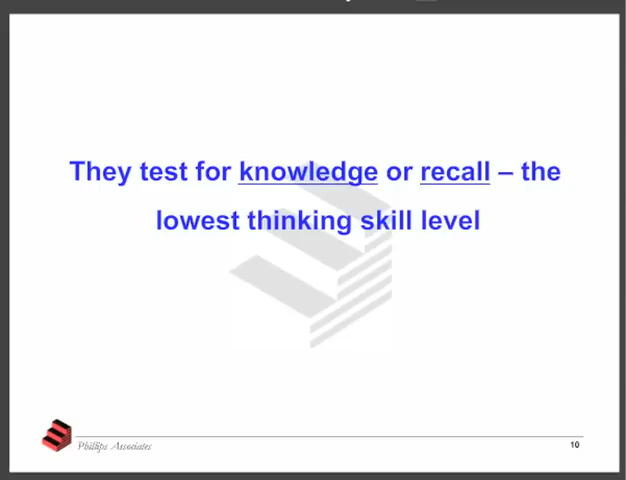 They test for knowledge or recall – the
lowest thinking skill level
Phillips Associates
10